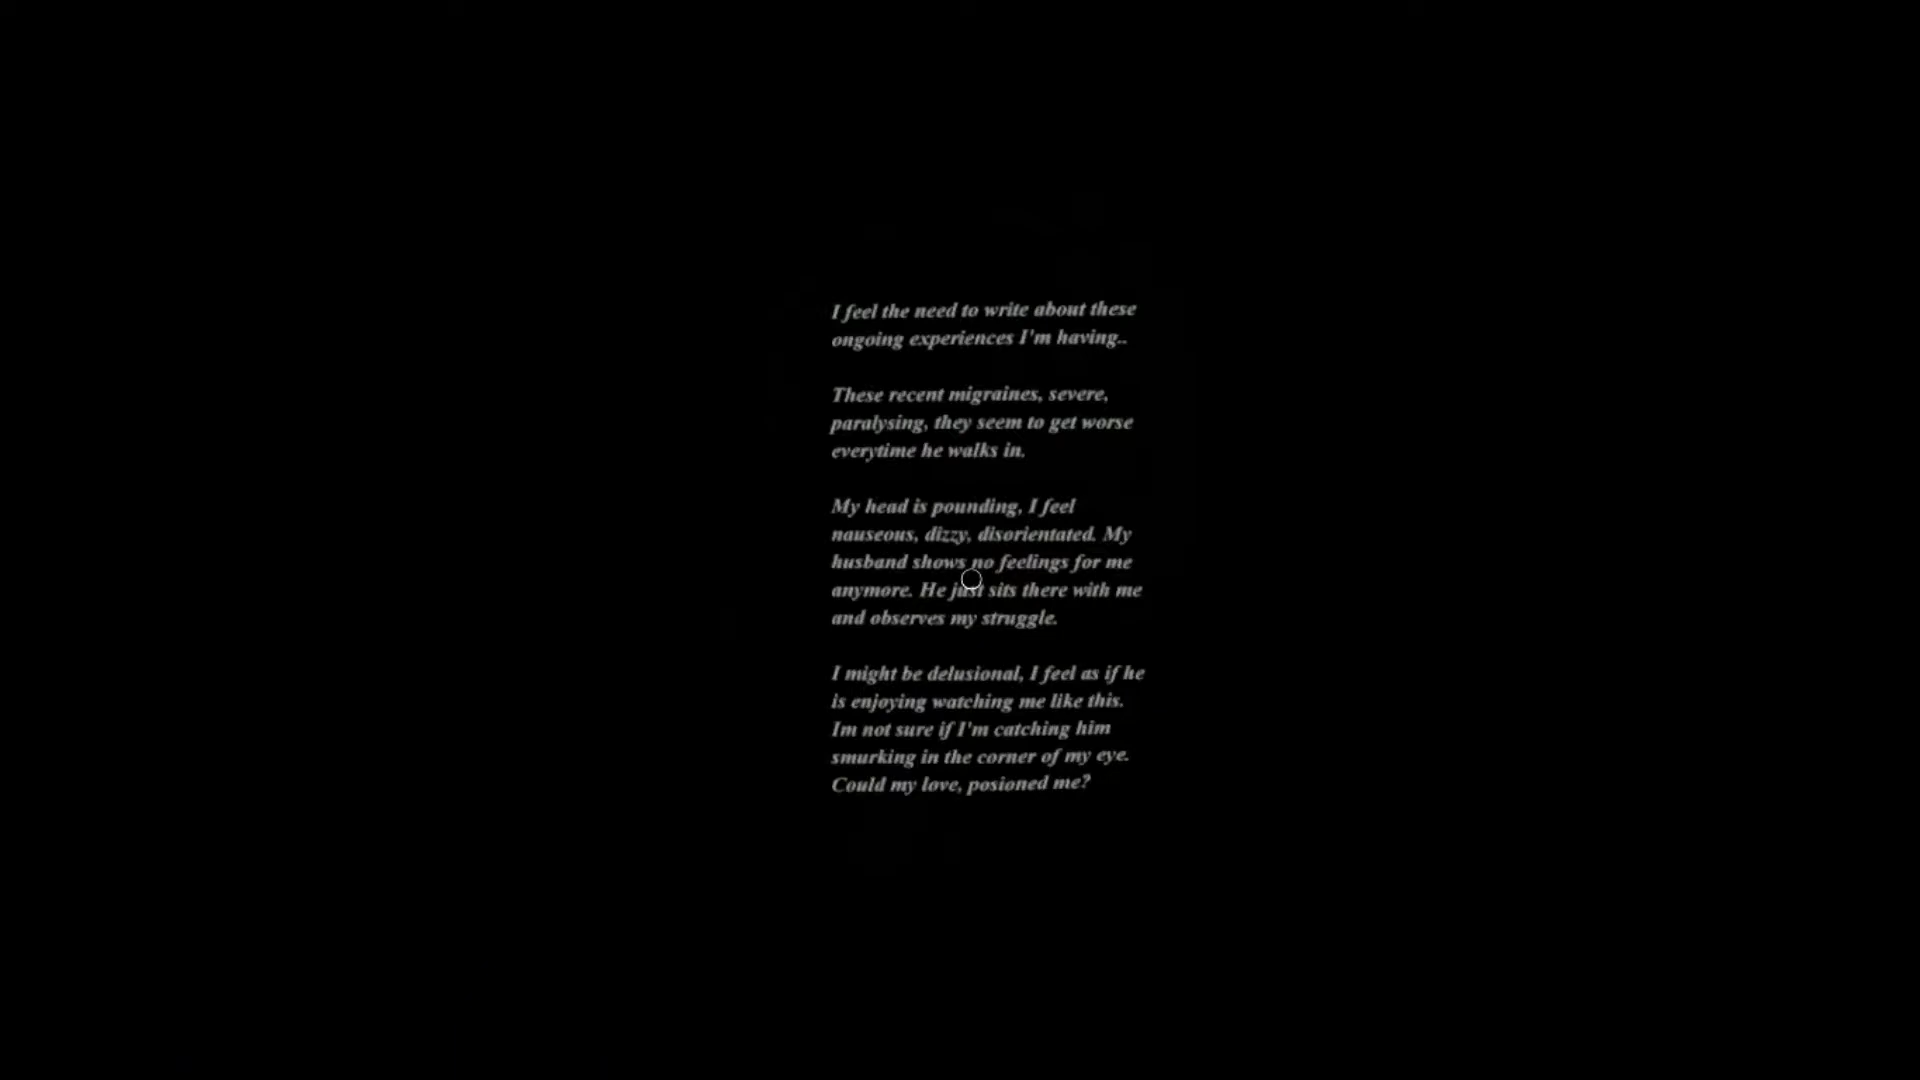 I feel the need to write about these
ongoing experiences I'm having..
These recent migraines, severe,
paralysing, they seem to get worse
everytime he walks in.
My head is pounding, I feel
nauseous, dizzy, disorientated. My
husband shows no feelings for me
anymore. He just sits there with me
and observes my struggle.
I might be delusional, I feel as if he
is enjoying watching me like this.
Im not sure if I'm catching him
smurking in the corner of my eye.
Could my love, posioned me?